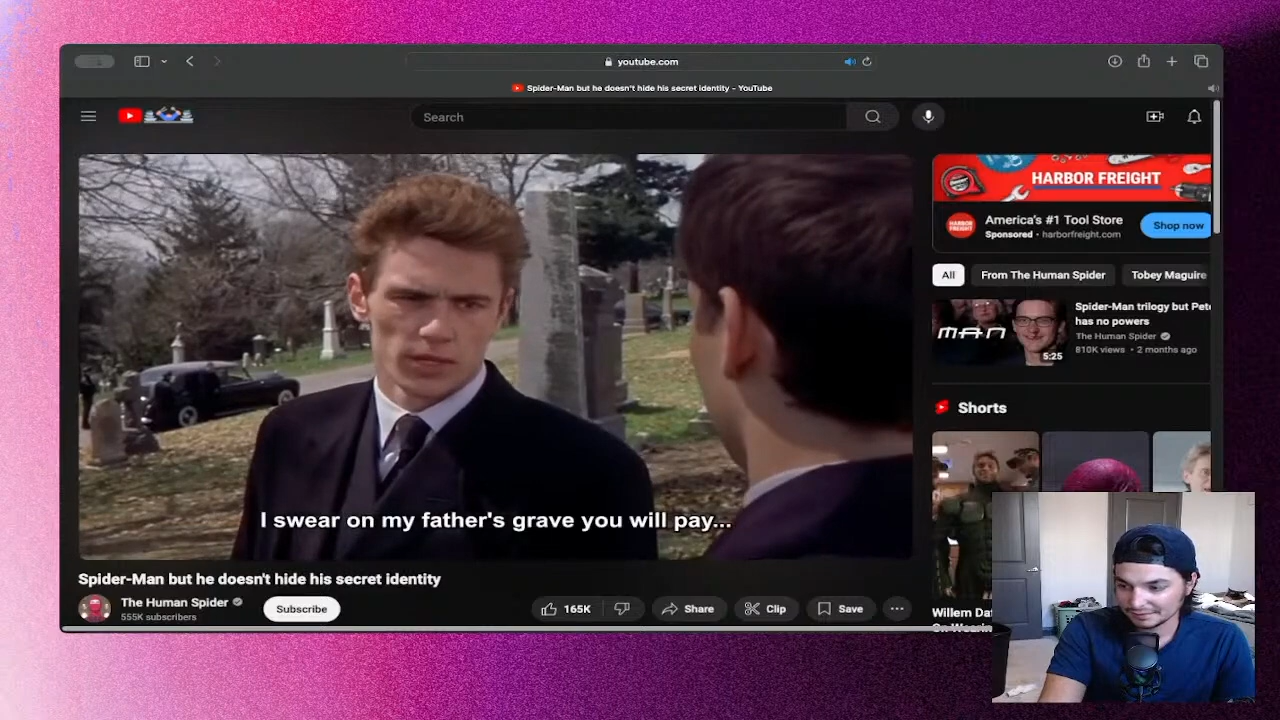 youtube.com
Spider-Man but he doesn't hide his secret identity - YouTube
Search
HARBOR FREIGHT
America's #1 Tool Store
Sponsored • harborfreight.com
Shop now
All
From The Human Spider
Tobey Maguire
MAN
5:25
Spider-Man trilogy but Pete
has no powers
The Human Spider
810K views • 2 months ago
Shorts
I swear on my father's grave you will pay...
Spider-Man but he doesn't hide his secret identity
The Human Spider
555K subscribers
Subscribe
165K
Share
Clip
Save
Willem Daf
On Wearin